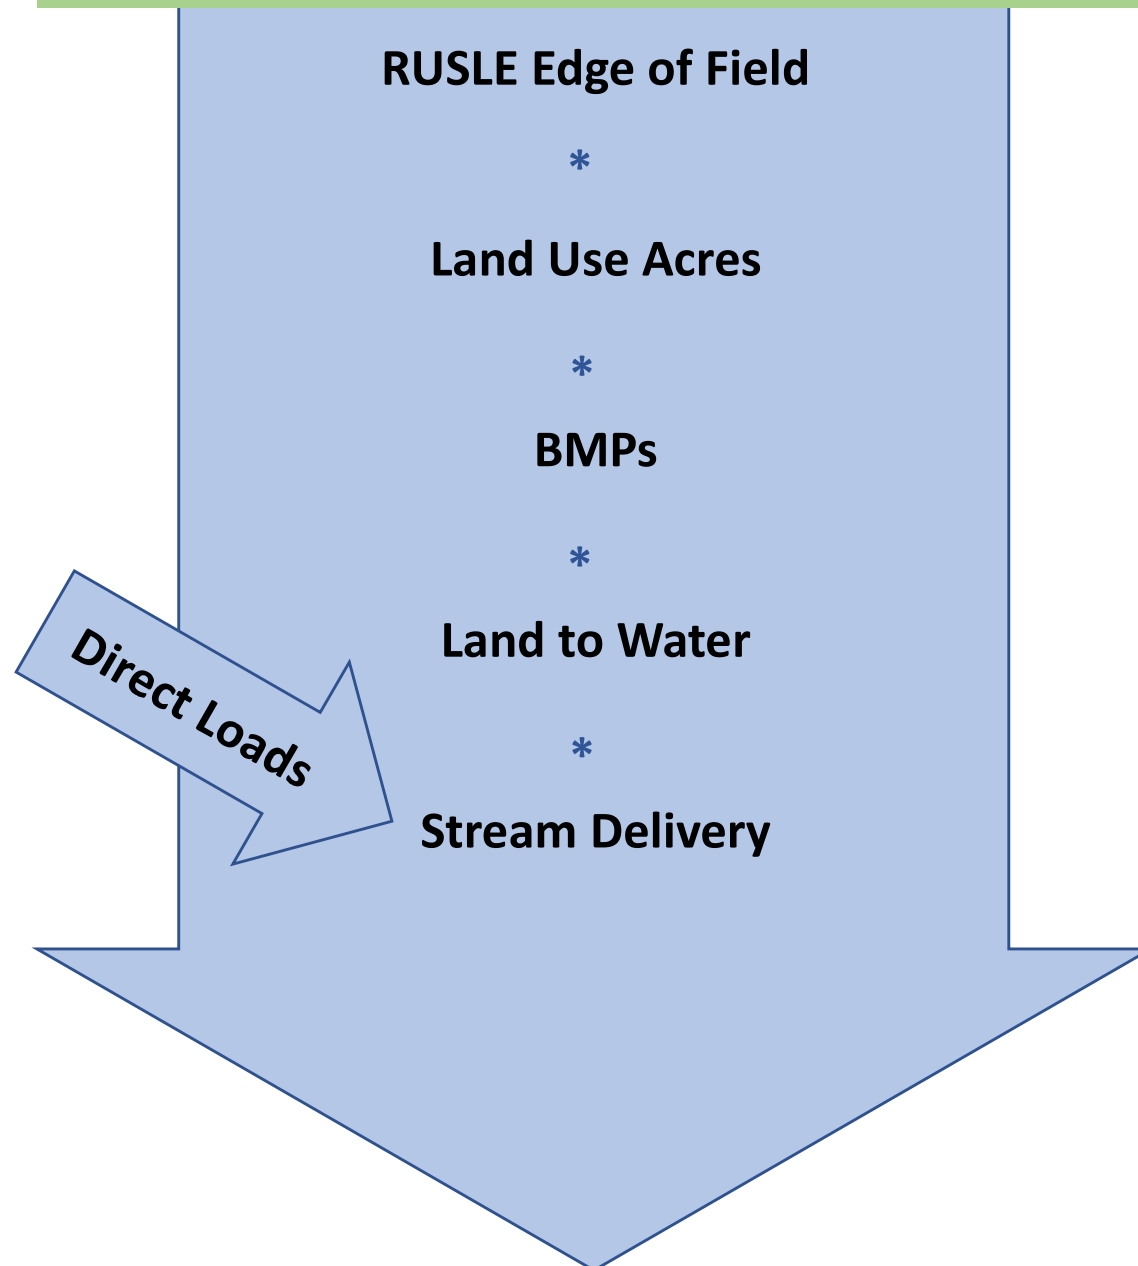 RUSLE Edge of Field
*
Land Use Acres
*
BMPs
*
Land to Water
*
Direct Loads
Stream Delivery